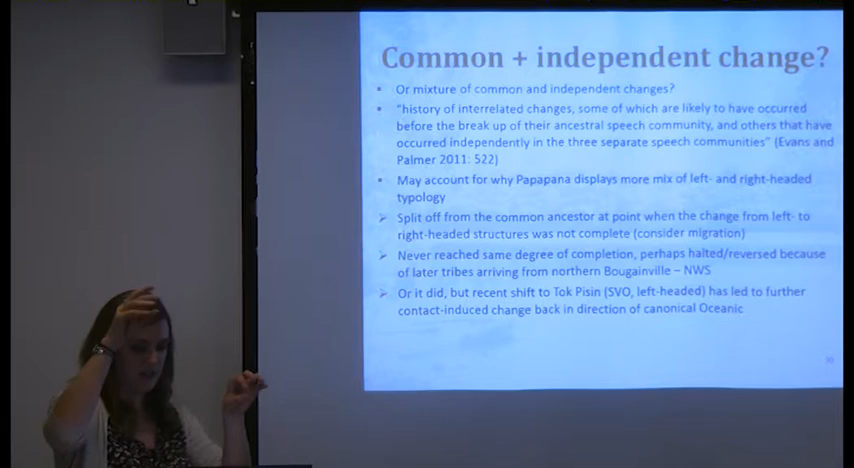 Common + independent change?
▪ Or mixture of common and independent changes?
▪ "history of interrelated changes, some of which are likely to have occurred
before the break up of their ancestral speech community, and others that have
occurred independently in the three separate speech communities" (Evans and
Palmer 2011: 522)
▪ May account for why Papapana displays more mix of left- and right-headed
typology
➢ Split off from the common ancestor at point when the change from left- to
right-headed structures was not complete (consider migration)
➢ Never reached same degree of completion, perhaps halted/reversed because
of later tribes arriving from northern Bougainville – NWS
➢ Or it did, but recent shift to Tok Pisin (SVO, left-headed) has led to further
contact-induced change back in direction of canonical Oceanic